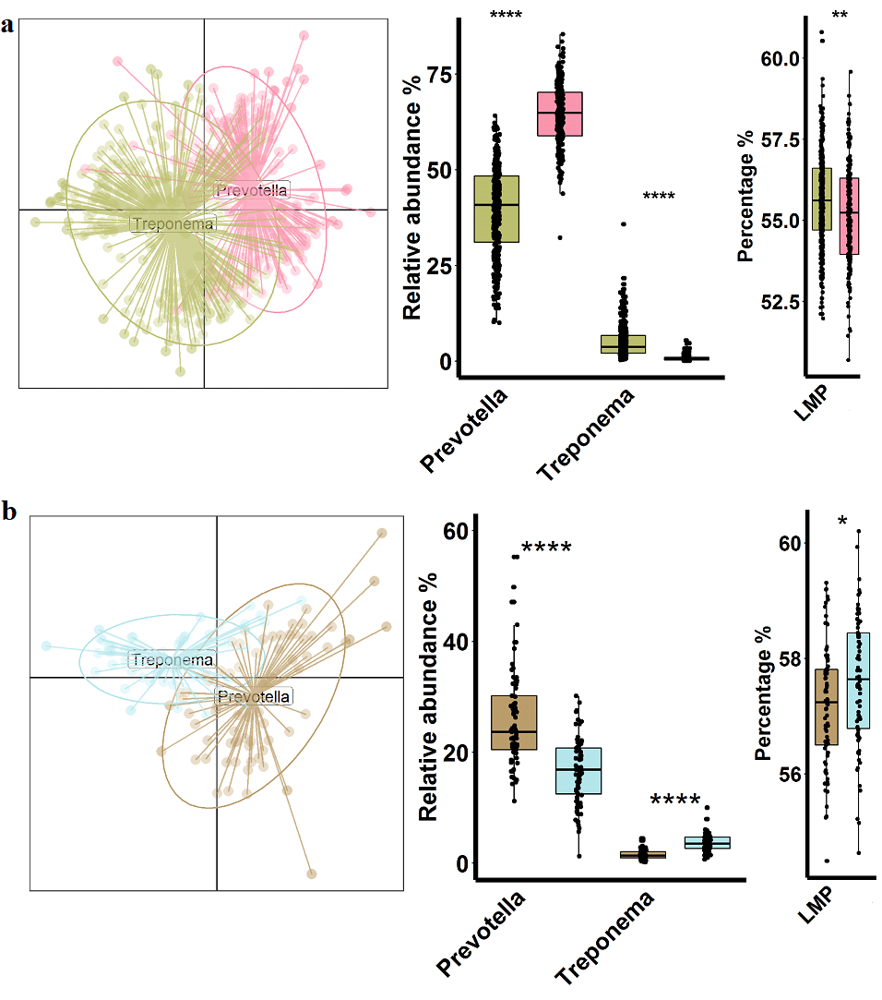 a
Prevotella
Treponema
Relative abundance %
75
50
25
0
****
****
Prevotella
Treponema
Percentage %
60.0
57.5
55.0
52.5
**
LMP
b
Treponema
Prevotella
Relative abundance %
60
40
20
0
****
****
Prevotella
Treponema
Percentage %
60
58
56
*
LMP